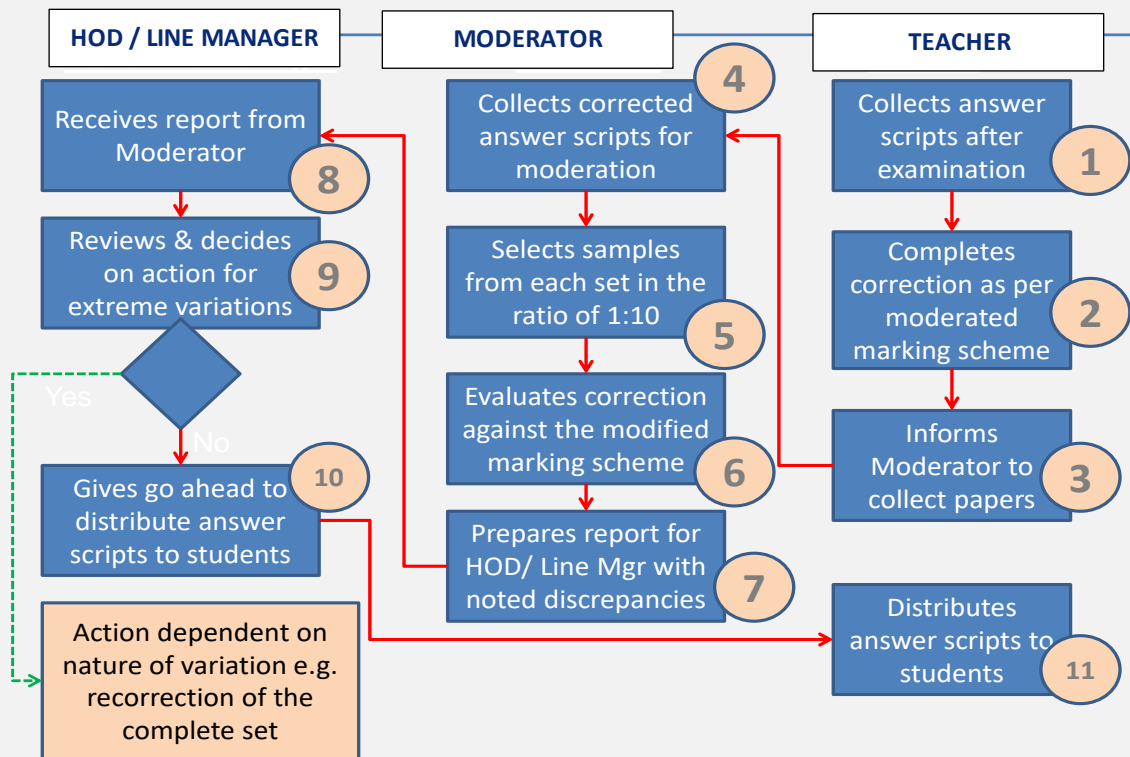 HOD / LINE MANAGER
MODERATOR
TEACHER
Receives report from
Moderator
8
Reviews & decides
on action for
extreme variations
9
Yes
No
Gives go ahead to
distribute answer
scripts to students
10
Action dependent on
nature of variation e.g.
recorrection of the
complete set
4
Collects corrected
answer scripts for
moderation
Selects samples
from each set in the
ratio of 1:10
5
Evaluates correction
against the modified
marking scheme
6
Prepares report for
HOD/ Line Mgr with
noted discrepancies
7
Collects answer
scripts after
examination
1
Completes
correction as per
moderated
marking scheme
2
Informs
Moderator to
collect papers
3
Distributes
answer scripts to
students
11